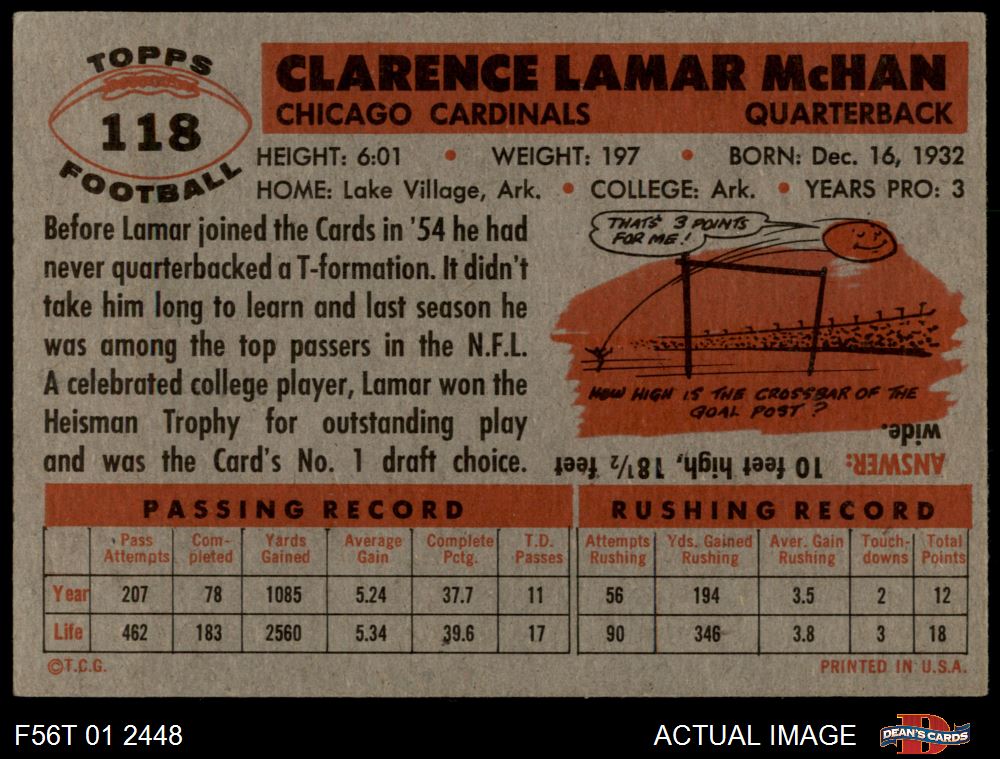 TOPPS
118
FOOTBALL
CLARENCE LAMAR McHAN
CHICAGO CARDINALS QUARTERBACK
HEIGHT: 6:01 • WEIGHT: 197 • BORN: Dec. 16, 1932
HOME: Lake Village, Ark. • COLLEGE: Ark. • YEARS PRO: 3
Before Lamar joined the Cards in '54 he had
never quarterbacked a T-formation. It didn't
take him long to learn and last season he
was among the top passers in the N.F.L.
A celebrated college player, Lamar won the
Heisman Trophy for outstanding play
and was the Card's No. 1 draft choice.
THATS 3 POINTS
FOR ME!
HOW HIGH IS THE CROSSBAR OF THE
GOAL POST?
ANSWER: 10 feet high, 18½ feet
wide.
PASSING RECORD
Pass Attempts Completed Yards Gained Average Gain Complete Pctg. T.D. Passes
Year 207 78 1085 5.24 37.7 11
Life 462 183 2560 5.34 39.6 17
RUSHING RECORD
Attempts Rushing Yds. Gained Rushing Aver. Gain Rushing Touch-downs Total Points
56 194 3.5 2 12
90 346 3.8 3 18
©T.C.G. PRINTED IN U.S.A.
F56T 01 2448 ACTUAL IMAGE
D
DEAN'S CARDS